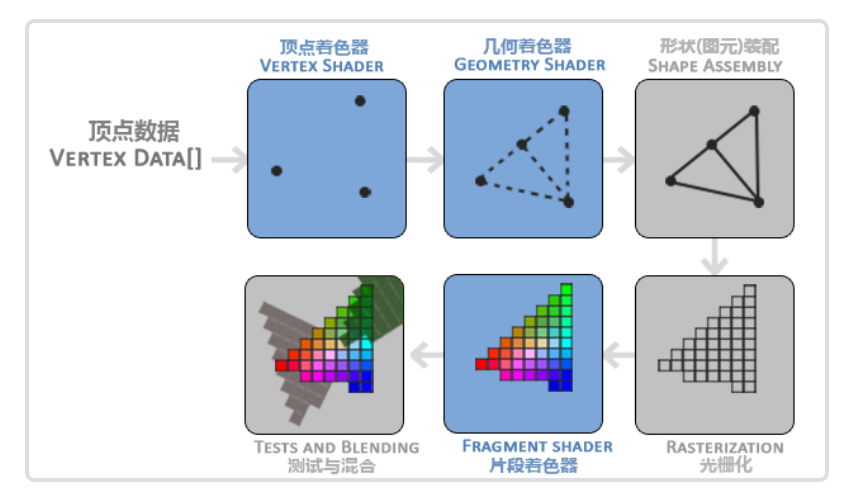 顶点着色器
VERTEX SHADER
几何着色器
GEOMETRY SHADER
形状(图元)装配
SHAPE ASSEMBLY
顶点数据
VERTEX DATA[]
TESTS AND BLENDING
测试与混合
FRAGMENT SHADER
片段着色器
RASTERIZATION
光栅化